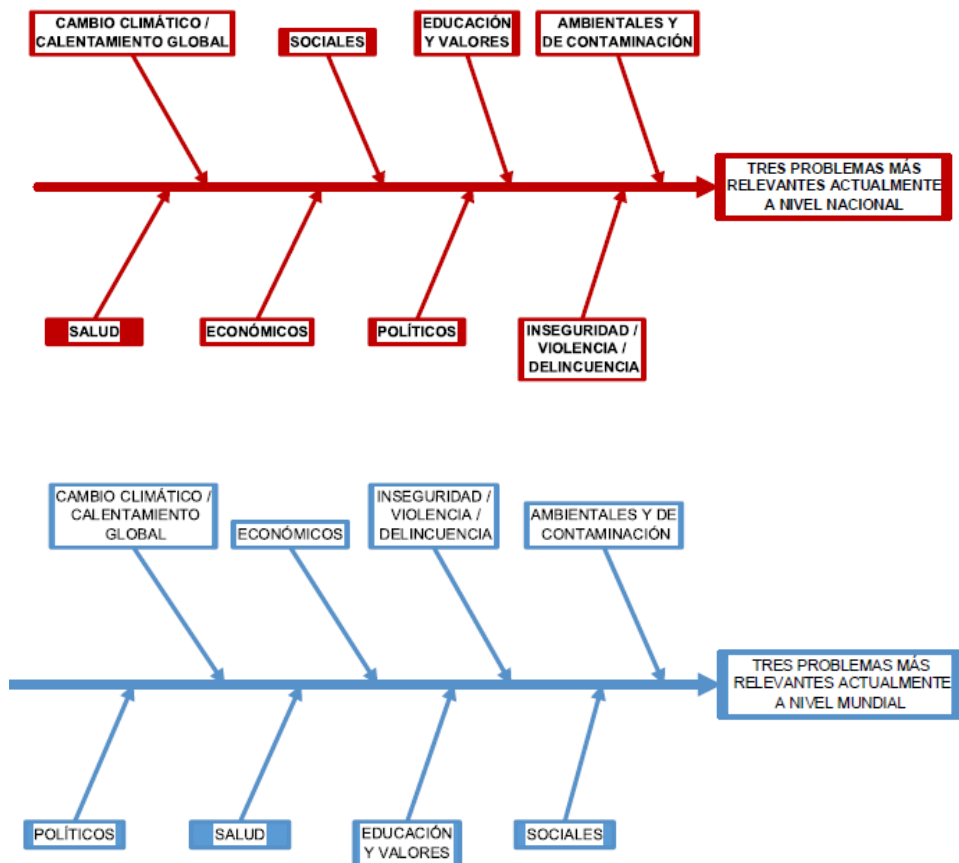 CAMBIO CLIMÁTICO /
CALENTAMIENTO GLOBAL
SOCIALES
EDUCACIÓN
Y VALORES
AMBIENTALES Y
DE CONTAMINACIÓN
TRES PROBLEMAS MÁS
RELEVANTES ACTUALMENTE
A NIVEL NACIONAL
SALUD
ECONÓMICOS
POLÍTICOS
INSEGURIDAD /
VIOLENCIA /
DELINCUENCIA
CAMBIO CLIMÁTICO /
CALENTAMIENTO
GLOBAL
ECONÓMICOS
INSEGURIDAD /
VIOLENCIA /
DELINCUENCIA
AMBIENTALES Y DE
CONTAMINACIÓN
TRES PROBLEMAS MÁS
RELEVANTES ACTUALMENTE
A NIVEL MUNDIAL
POLÍTICOS
SALUD
EDUCACIÓN
Y VALORES
SOCIALES